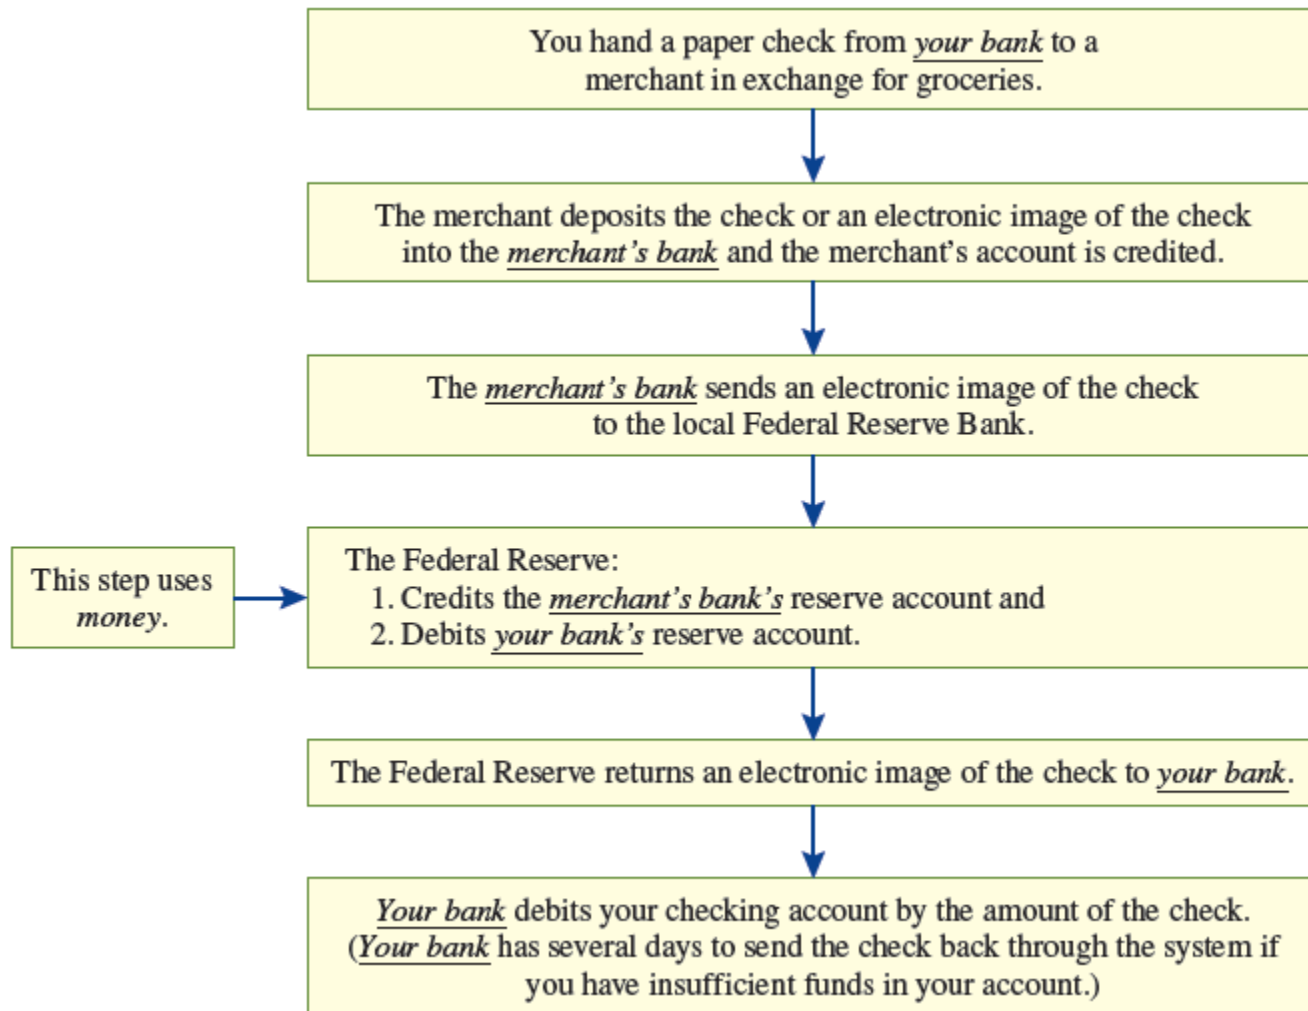 You hand a paper check from your bank to a
merchant in exchange for groceries.
The merchant deposits the check or an electronic image of the check
into the merchant’s bank and the merchant’s account is credited.
The merchant’s bank sends an electronic image of the check
to the local Federal Reserve Bank.
This step uses
money.
The Federal Reserve:
1. Credits the merchant’s bank’s reserve account and
2. Debits your bank’s reserve account.
The Federal Reserve returns an electronic image of the check to your bank.
Your bank debits your checking account by the amount of the check.
(Your bank has several days to send the check back through the system if
you have insufficient funds in your account.)